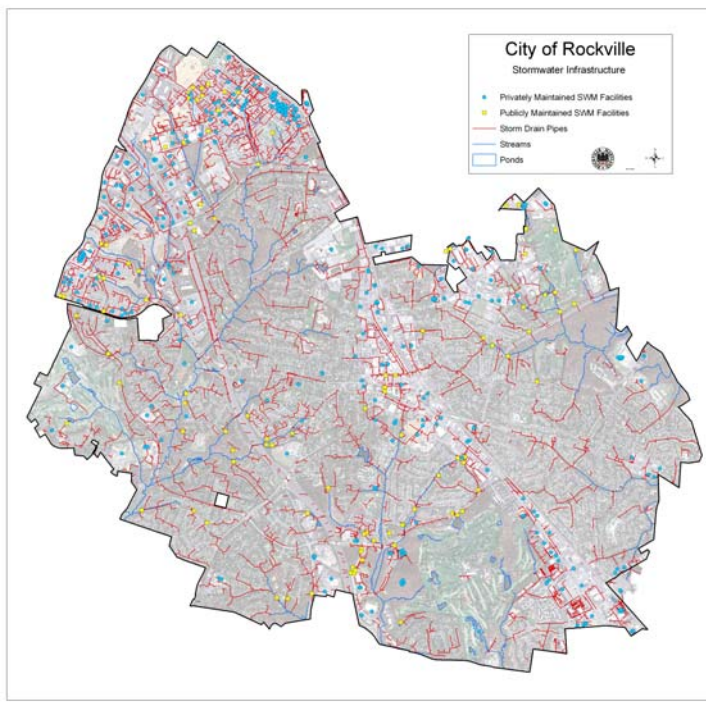 City of Rockville
Stormwater Infrastructure
Privately Maintained SWM Facilities
Publicly Maintained SWM Facilities
Storm Drain Pipes
Streams
Ponds